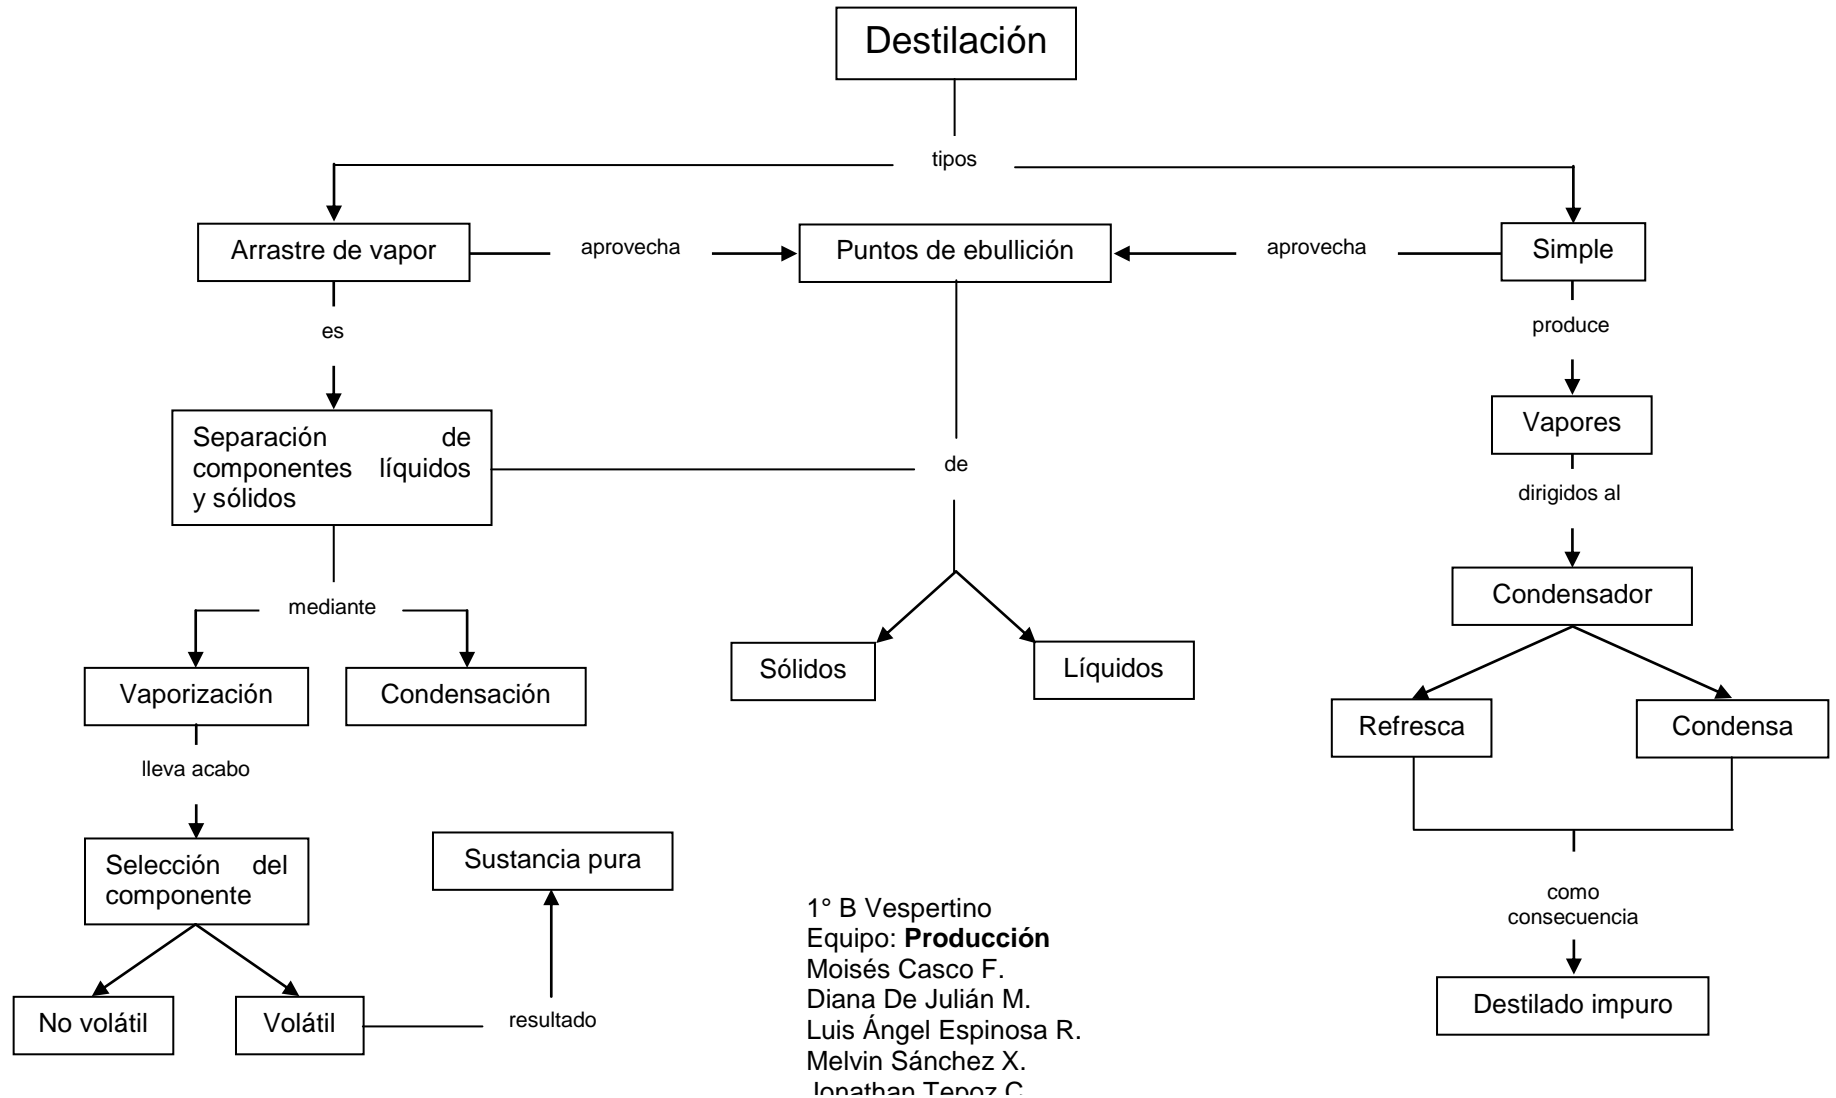 Destilación
tipos
Arrastre de vapor
aprovecha
Puntos de ebullición
aprovecha
Simple
es
produce
Separación de
componentes líquidos
y sólidos
de
Vapores
dirigidos al
mediante
Condensador
Vaporización
Condensación
Sólidos
Líquidos
Refresca
Condensa
lleva acabo
Selección del
componente
Sustancia pura
como
consecuencia
No volátil
Volátil
resultado
Destilado impuro
1° B Vespertino
Equipo: Producción
Moisés Casco F.
Diana De Julián M.
Luis Ángel Espinosa R.
Melvin Sánchez X.
Jonathan Tepoz C.